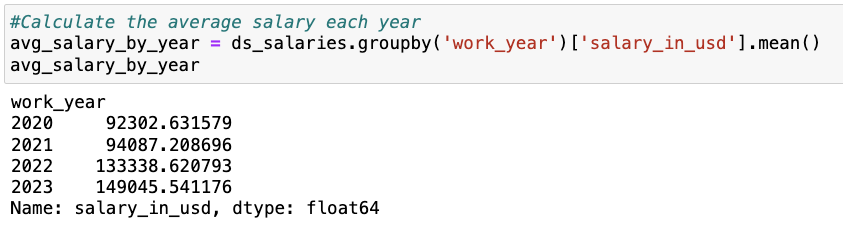 #Calculate the average salary each year
avg_salary_by_year = ds_salaries.groupby('work_year')['salary_in_usd'].mean()
avg_salary_by_year
work_year
2020     92302.631579
2021     94087.208696
2022    133338.620793
2023    149045.541176
Name: salary_in_usd, dtype: float64